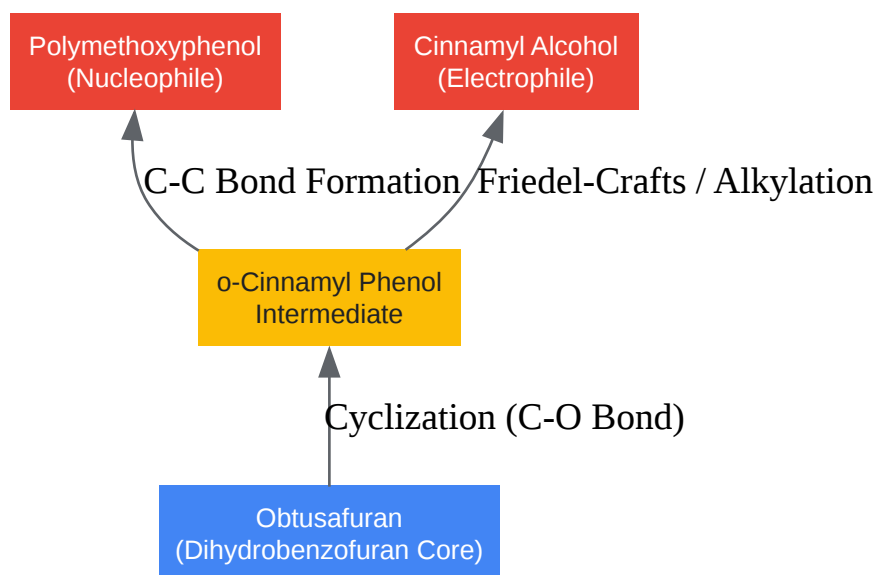 Polymethoxyphenol
(Nucleophile)
Cinnamyl Alcohol
(Electrophile)
C-C Bond Formation
Friedel-Crafts / Alkylation
o-Cinnamyl Phenol
Intermediate
Cyclization (C-O Bond)
Obtusafuran
(Dihydrobenzofuran Core)